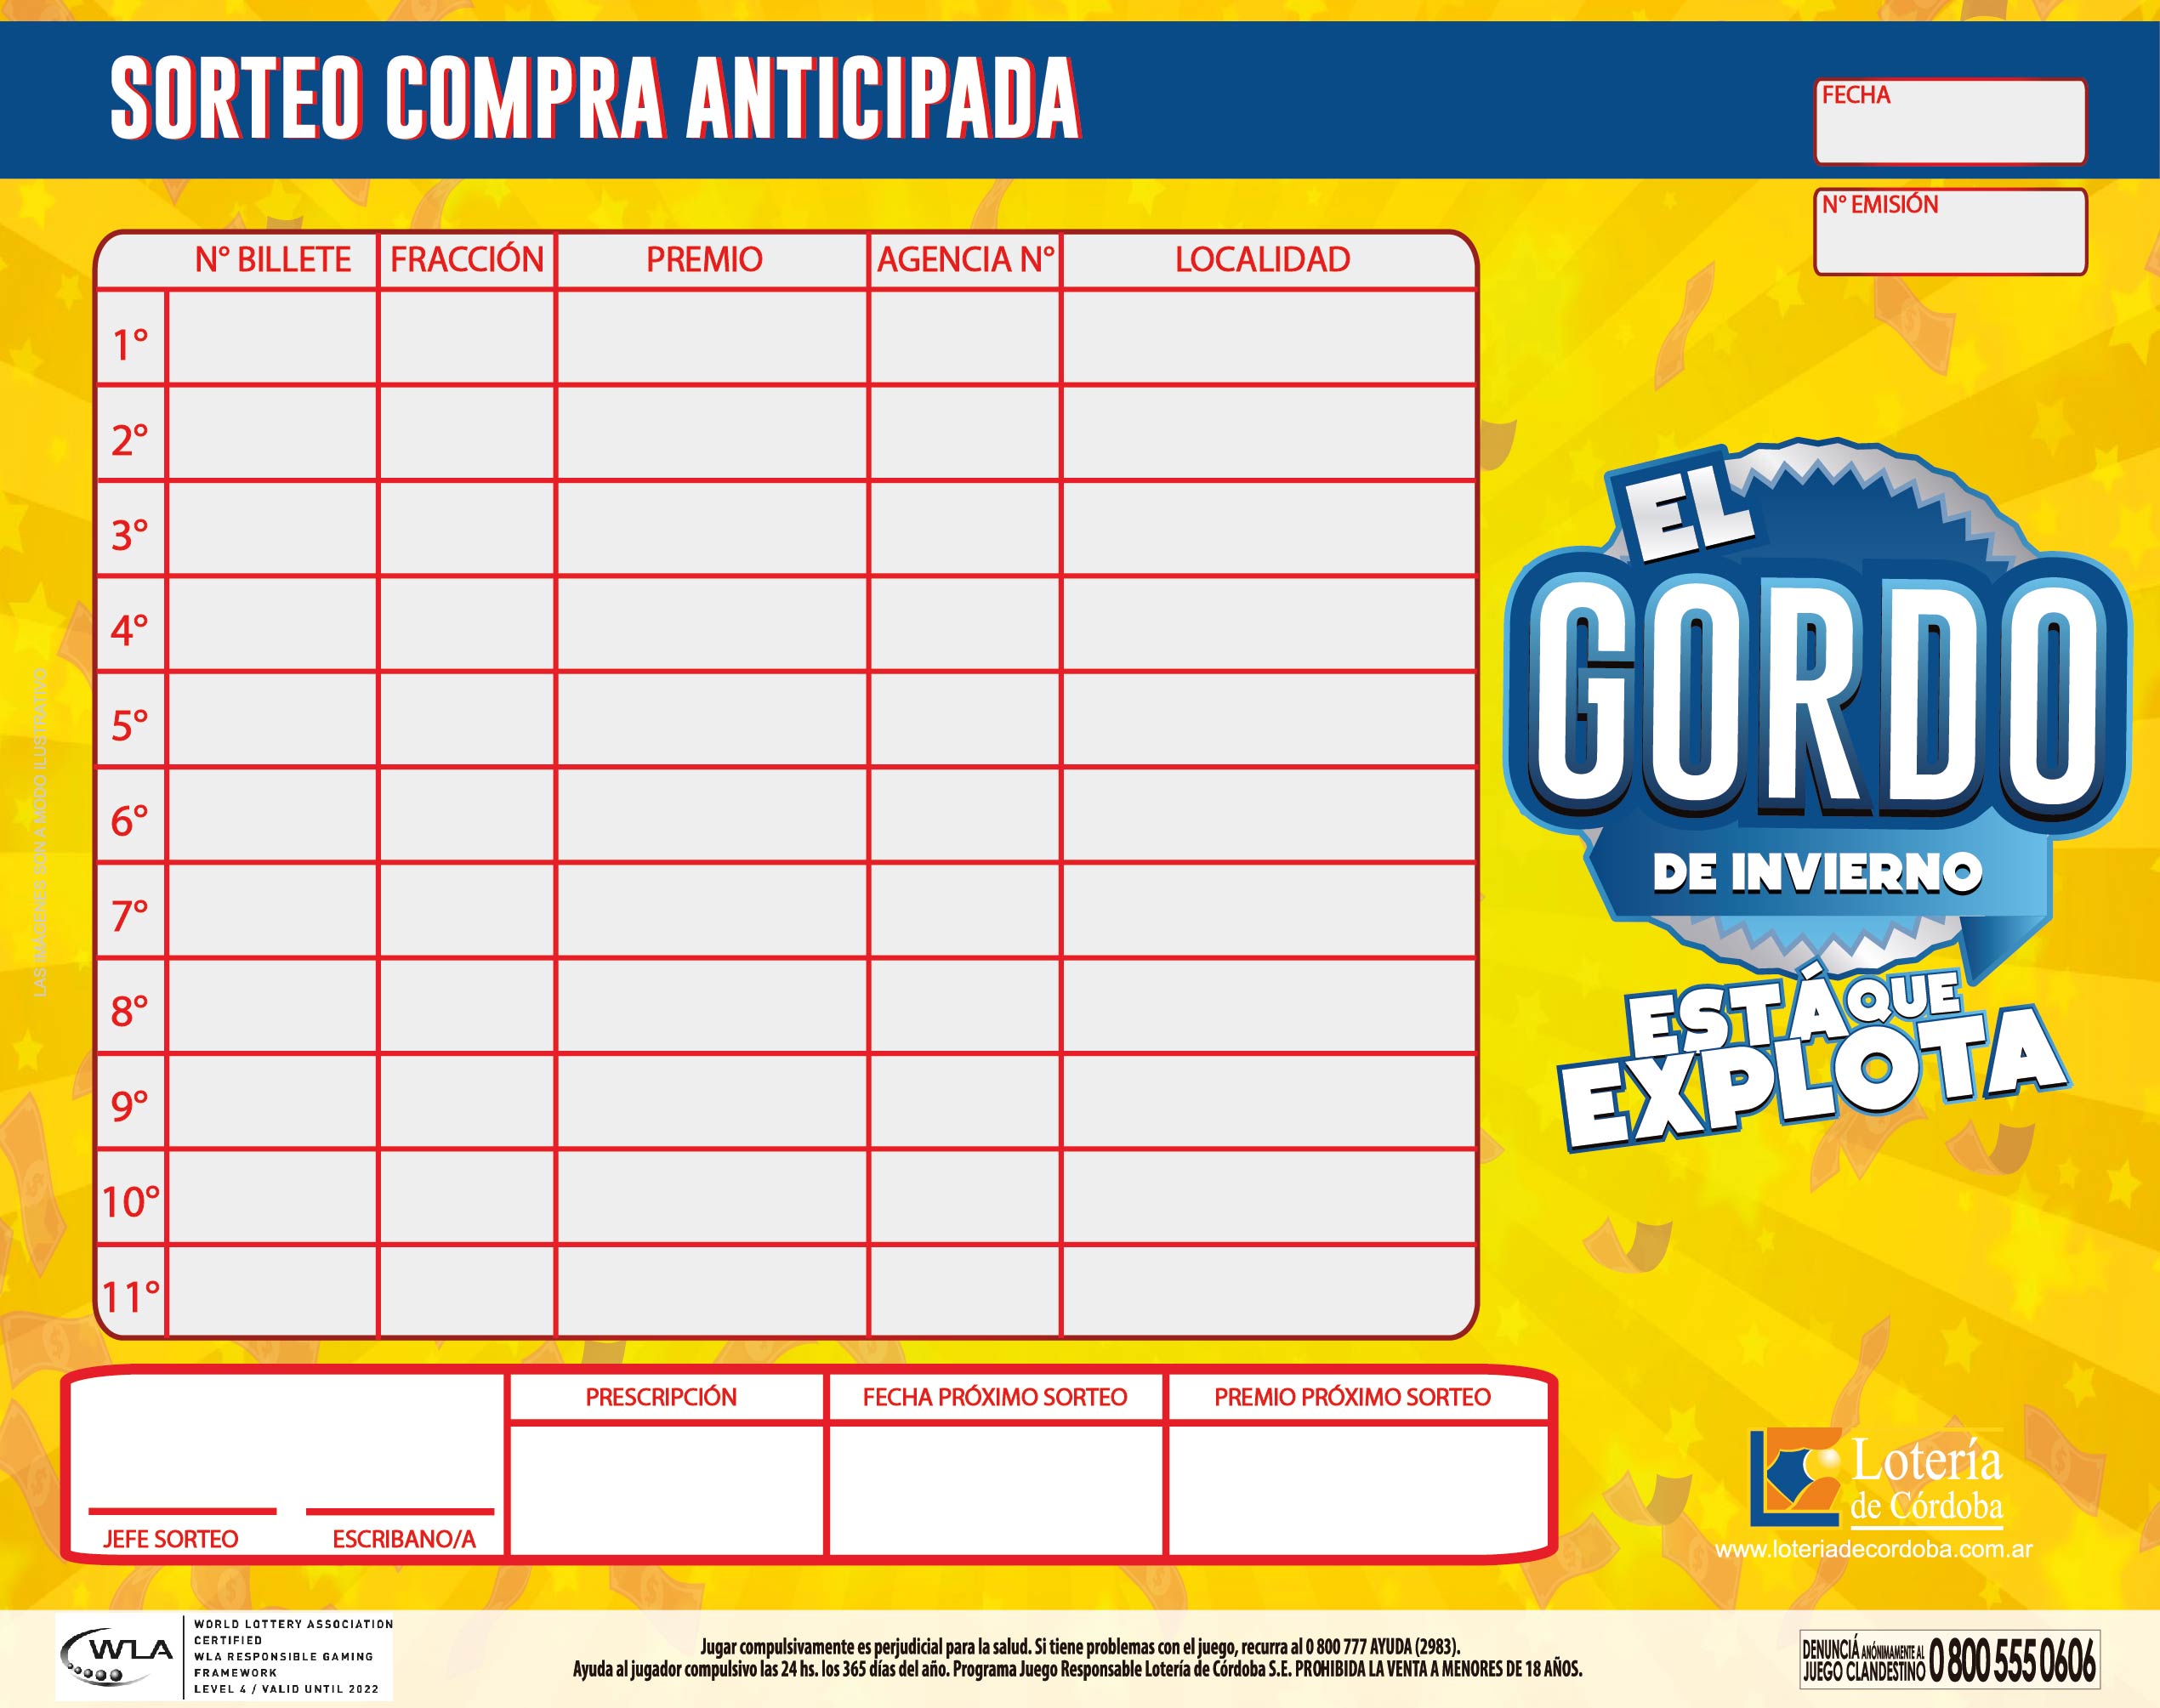 SORTEO COMPRA ANTICIPADA
FECHA
N° EMISIÓN
N° BILLETE FRACCIÓN PREMIO AGENCIA N° LOCALIDAD
1°
2°
3°
4°
5°
6°
7°
8°
9°
10°
11°
LAS IMÁGENES SON A MODO ILUSTRATIVO
EL
GORDO
DE INVIERNO
ESTÁ QUE
EXPLOTA
PRESCRIPCIÓN FECHA PRÓXIMO SORTEO PREMIO PRÓXIMO SORTEO
JEFE SORTEO ESCRIBANO/A
Lotería
de Córdoba
www.loteriadecordoba.com.ar
WLA
WORLD LOTTERY ASSOCIATION
CERTIFIED
WLA RESPONSIBLE GAMING
FRAMEWORK
LEVEL 4 / VALID UNTIL 2022
Jugar compulsivamente es perjudicial para la salud. Si tiene problemas con el juego, recurra al 0 800 777 AYUDA (2983).
Ayuda al jugador compulsivo las 24 hs. los 365 días del año. Programa Juego Responsable Lotería de Córdoba S.E. PROHIBIDA LA VENTA A MENORES DE 18 AÑOS.
DENUNCIÁ ANÓNIMAMENTE AL
JUEGO CLANDESTINO 0 800 555 0606